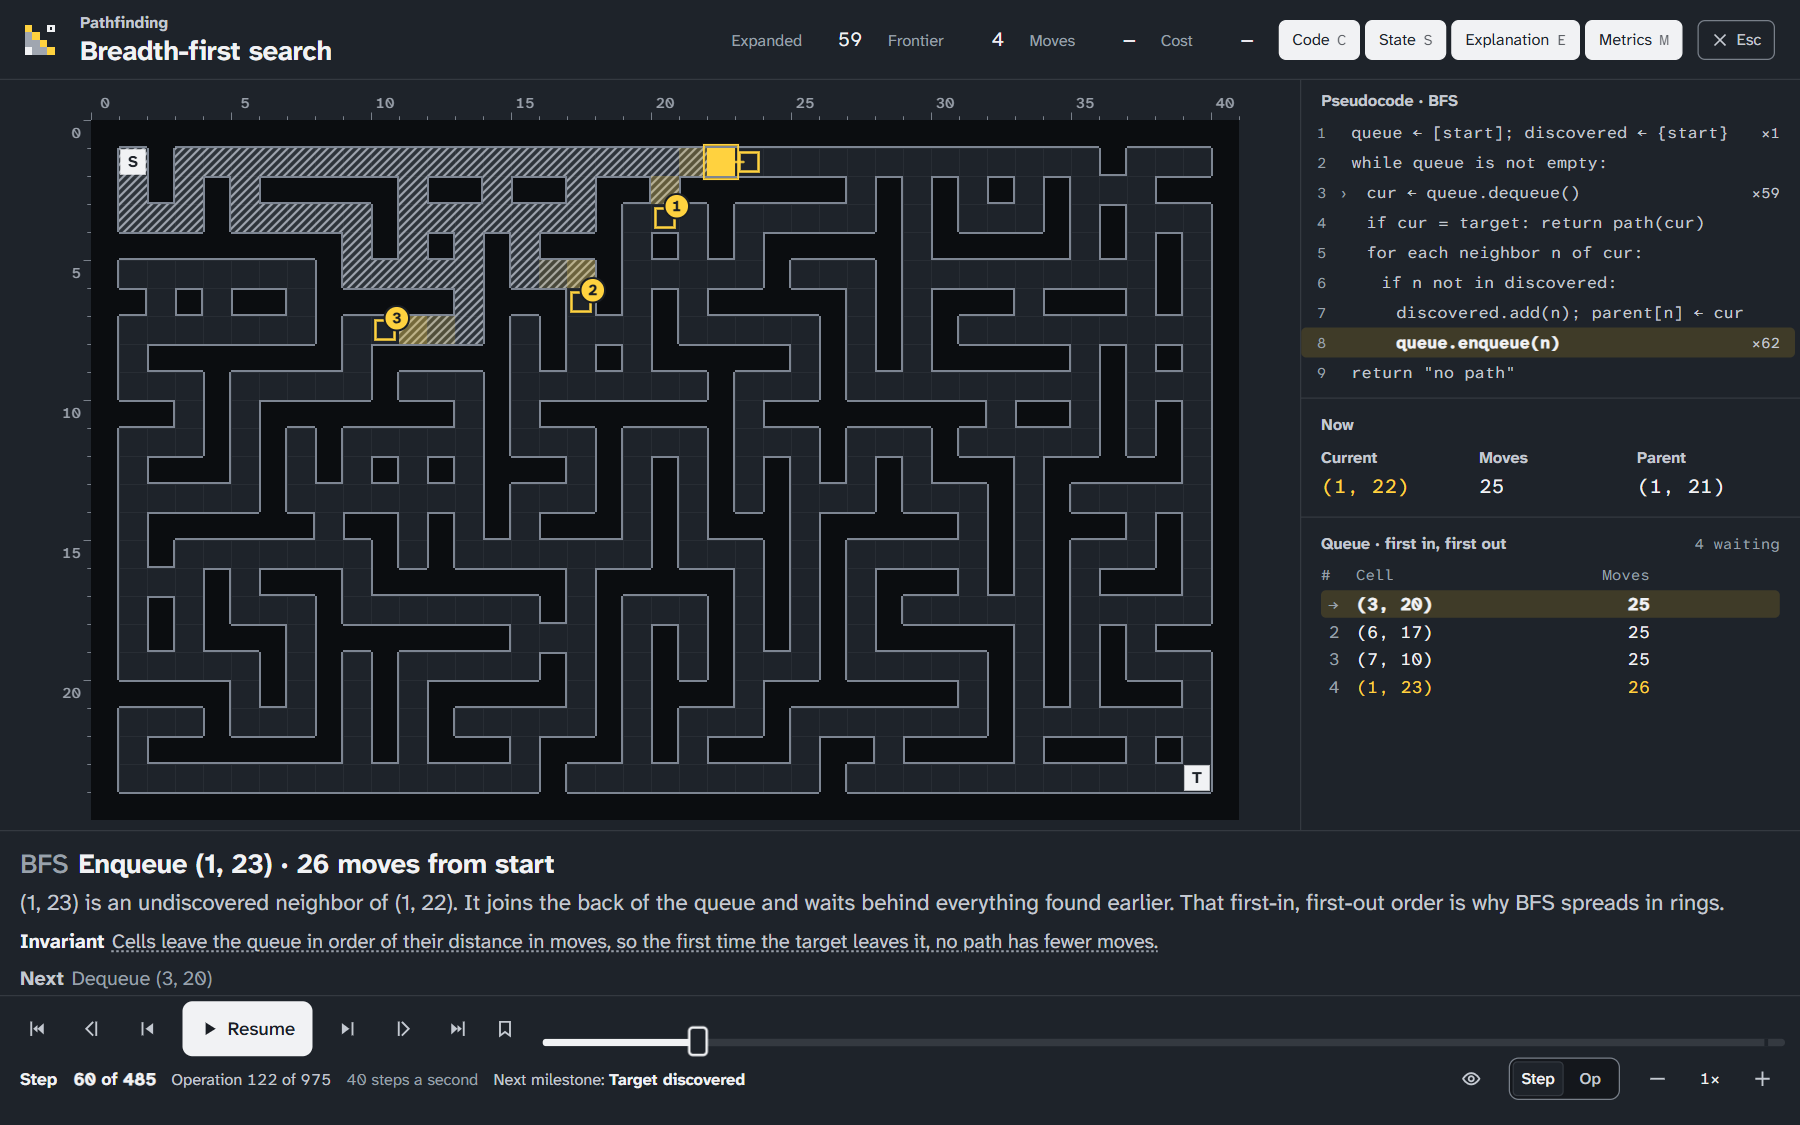 Pathfinding
Breadth-first search
Expanded 59 Frontier 4 Moves – Cost –
Code C State S Explanation E Metrics M Esc
0 5 10 15 20 25 30 35 40
0
5
10
15
20
S
1
2
3
T
Pseudocode · BFS
1 queue ← [start]; discovered ← {start} ×1
2 while queue is not empty:
3 › cur ← queue.dequeue() ×59
4 if cur = target: return path(cur)
5 for each neighbor n of cur:
6 if n not in discovered:
7 discovered.add(n); parent[n] ← cur
8 queue.enqueue(n) ×62
9 return "no path"
Now
Current Moves Parent
(1, 22) 25 (1, 21)
Queue · first in, first out 4 waiting
# Cell Moves
→ (3, 20) 25
2 (6, 17) 25
3 (7, 10) 25
4 (1, 23) 26
BFS Enqueue (1, 23) · 26 moves from start
(1, 23) is an undiscovered neighbor of (1, 22). It joins the back of the queue and waits behind everything found earlier. That first-in, first-out order is why BFS spreads in rings.
Invariant Cells leave the queue in order of their distance in moves, so the first time the target leaves it, no path has fewer moves.
Next Dequeue (3, 20)
Resume
Step 60 of 485 Operation 122 of 975 40 steps a second Next milestone: Target discovered
Step Op – 1× +